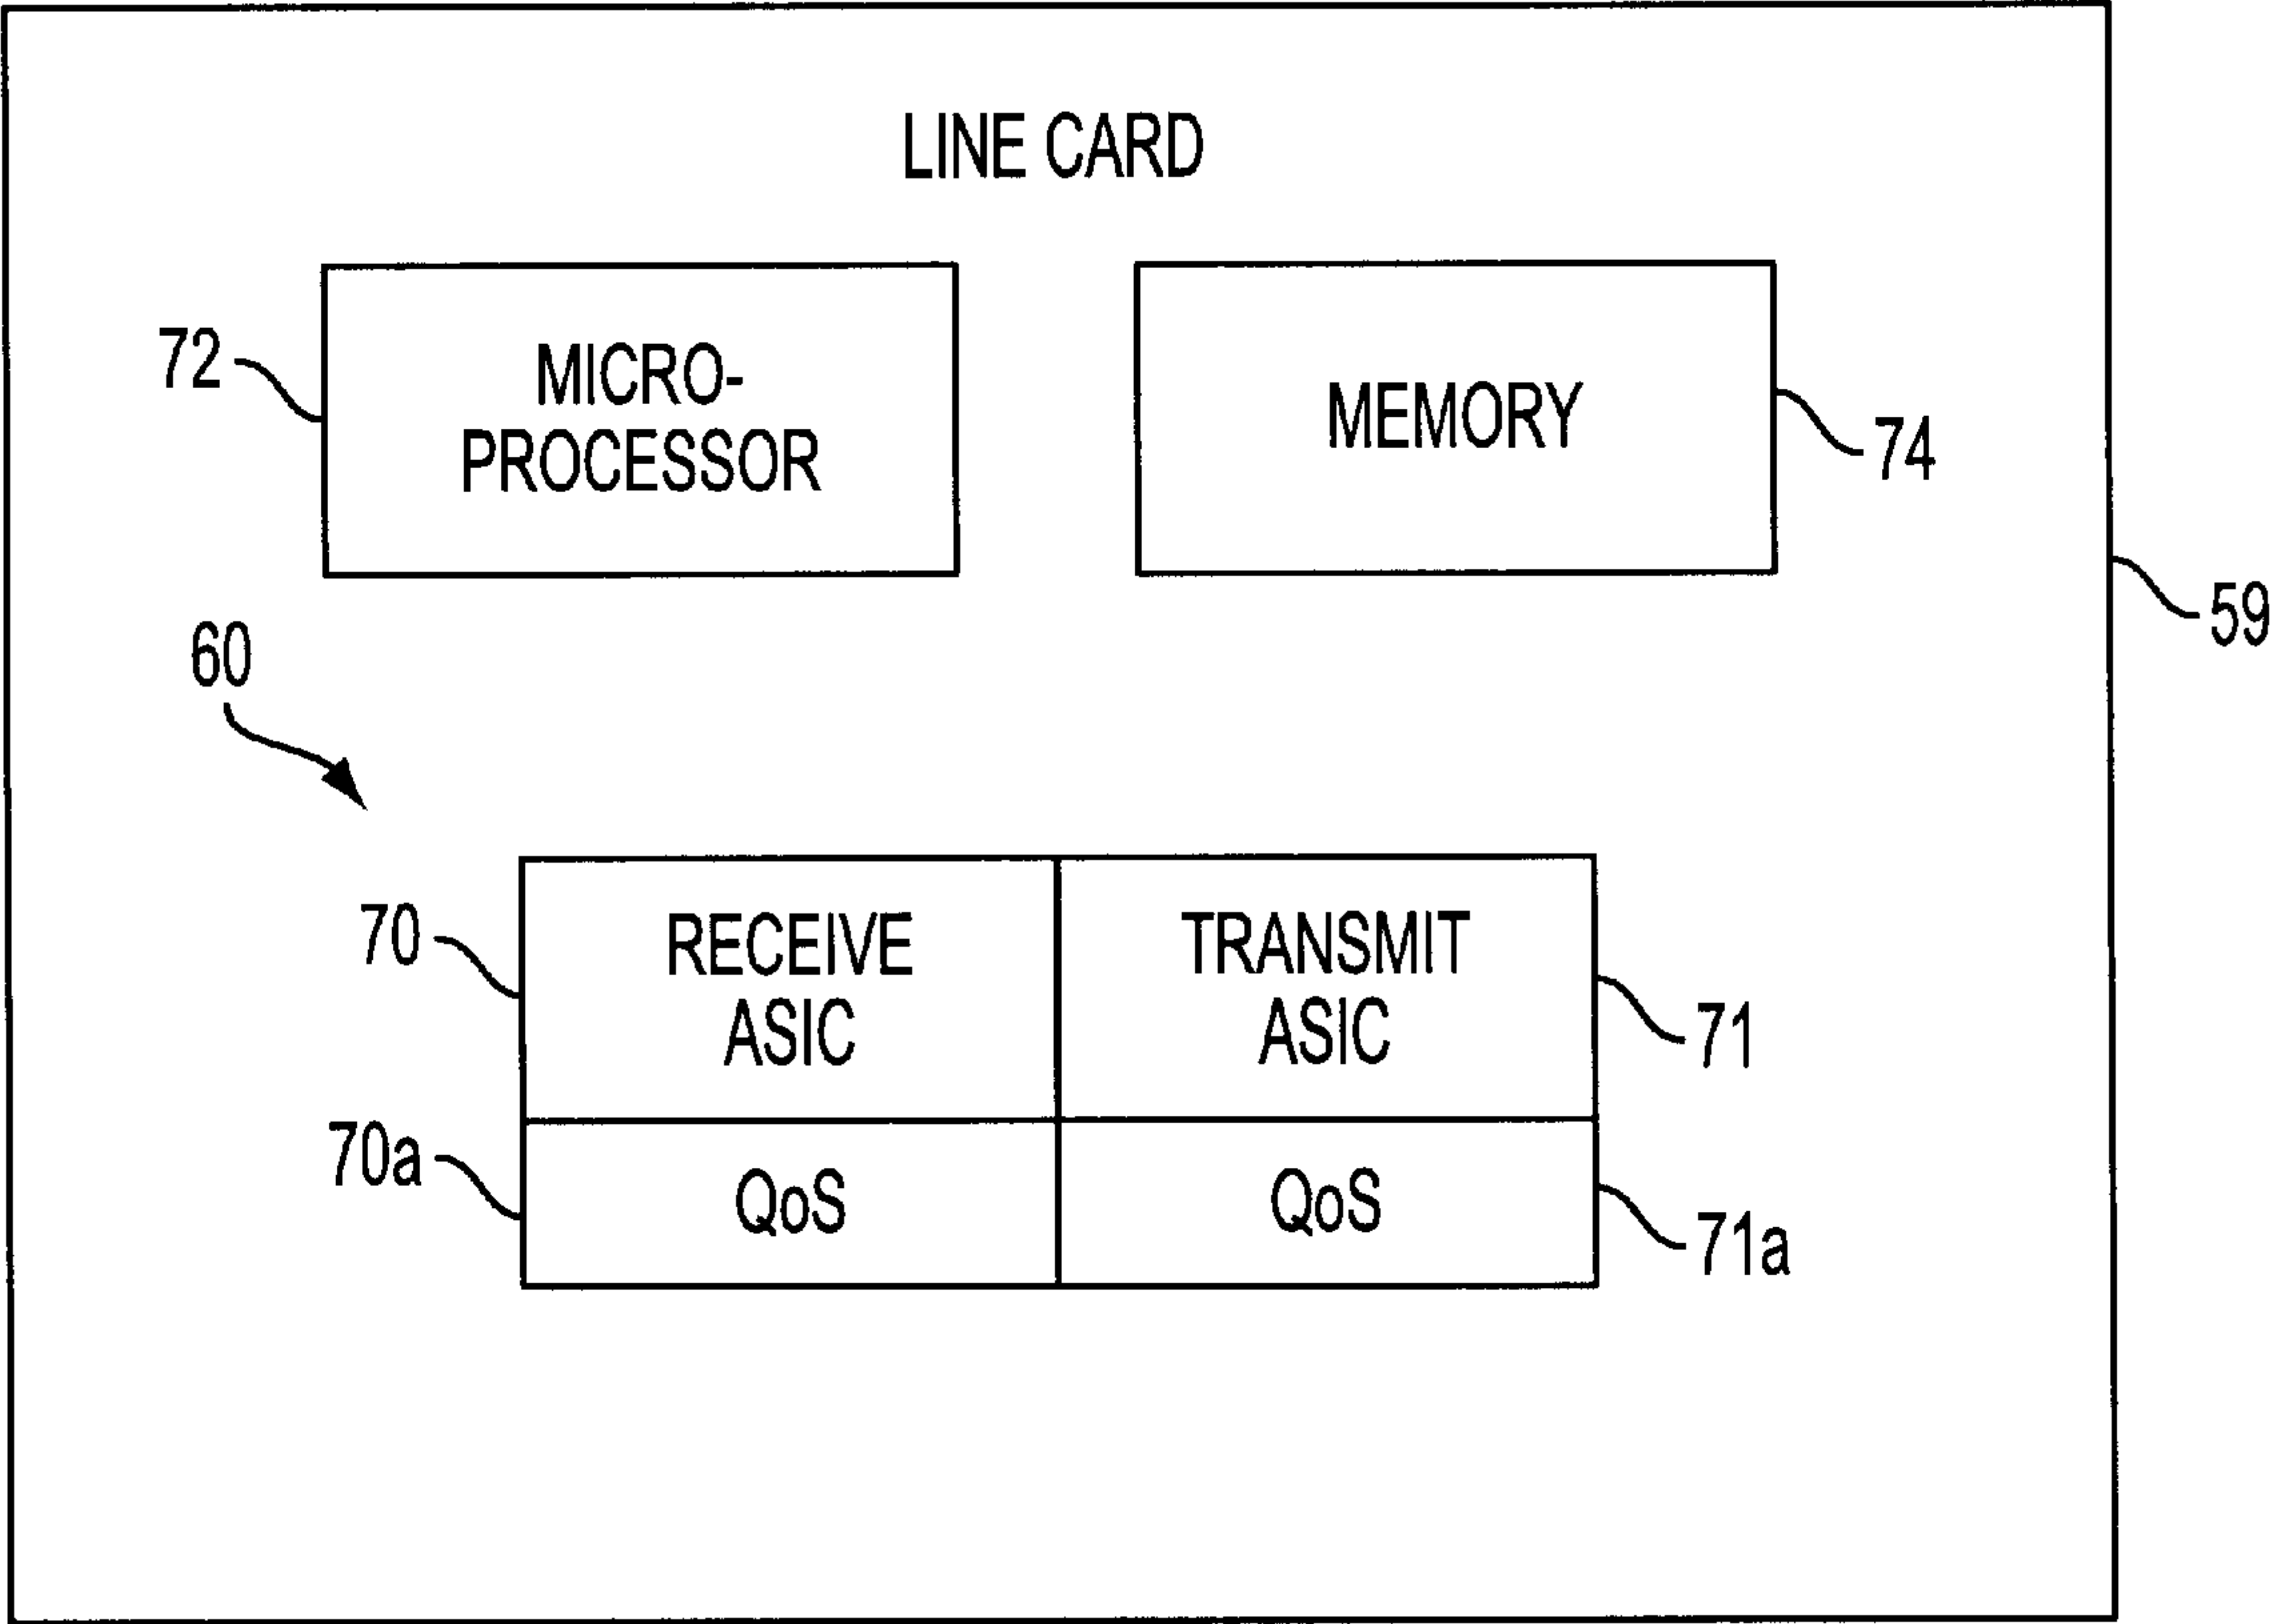 LINE CARD
72
MICRO-
PROCESSOR
MEMORY
74
59
60
70
RECEIVE
ASIC
TRANSMIT
ASIC
71
70a
QoS
QoS
71a